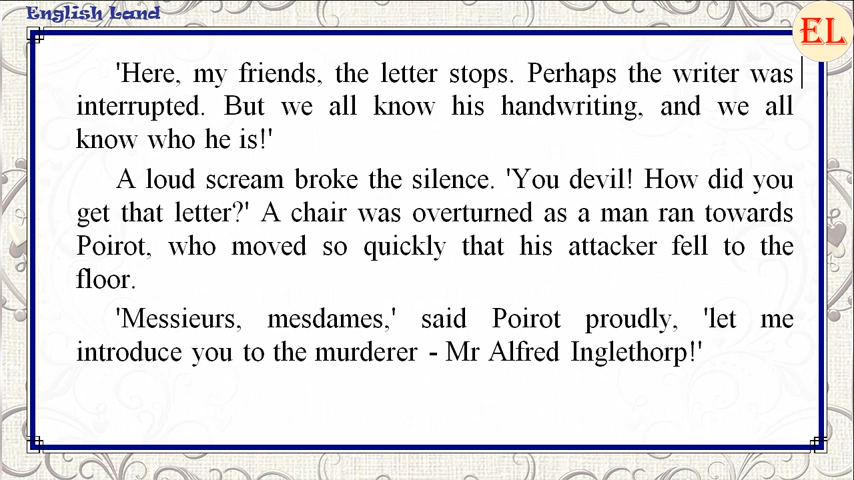 English Land
EL
'Here, my friends, the letter stops. Perhaps the writer was
interrupted. But we all know his handwriting, and we all
know who he is!'
A loud scream broke the silence. 'You devil! How did you
get that letter?' A chair was overturned as a man ran towards
Poirot, who moved so quickly that his attacker fell to the
floor.
'Messieurs, mesdames,' said Poirot proudly, 'let me
introduce you to the murderer - Mr Alfred Inglethorp!'